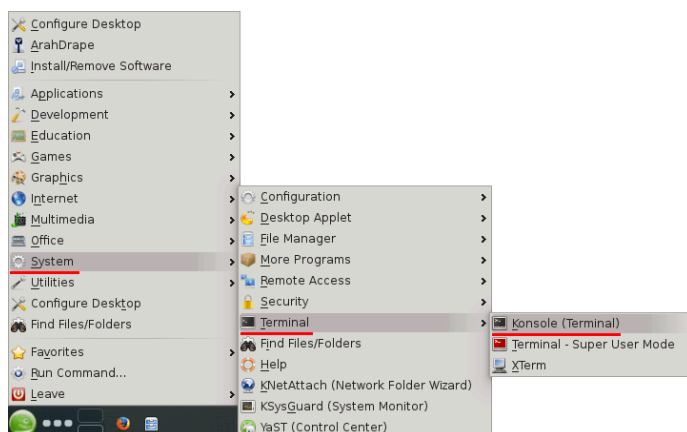 Configure Desktop
ArahDrape
Install/Remove Software
Applications
Development
Education
Games
Graphics
Internet
Multimedia
Office
System
Utilities
Configure Desktop
Find Files/Folders
Favorites
Run Command...
Leave
Configuration
Desktop Applet
File Manager
More Programs
Remote Access
Security
Terminal
Find Files/Folders
Help
KNetAttach (Network Folder Wizard)
KSysGuard (System Monitor)
YaST (Control Center)
Konsole (Terminal)
Terminal - Super User Mode
XTerm